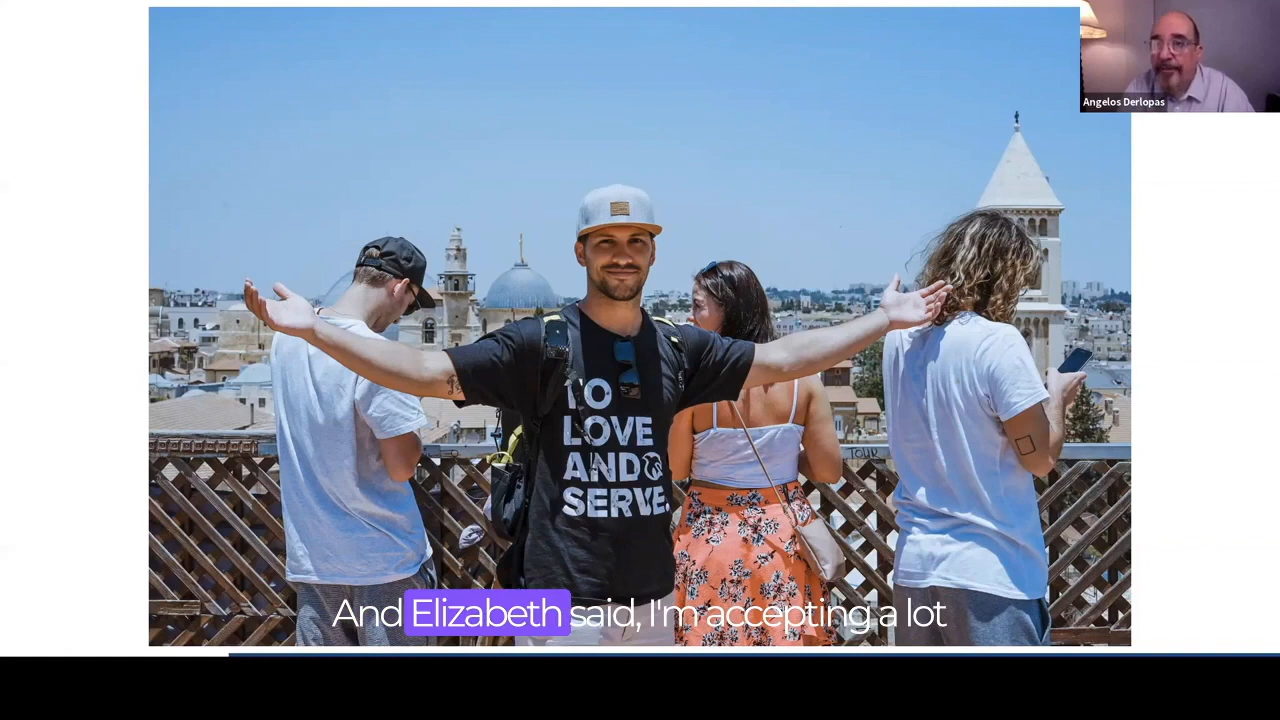 Angelos Derlopas
TO
LOVE
AND
SERVE.
TOUR
And Elizabeth said, I'm accepting a lot